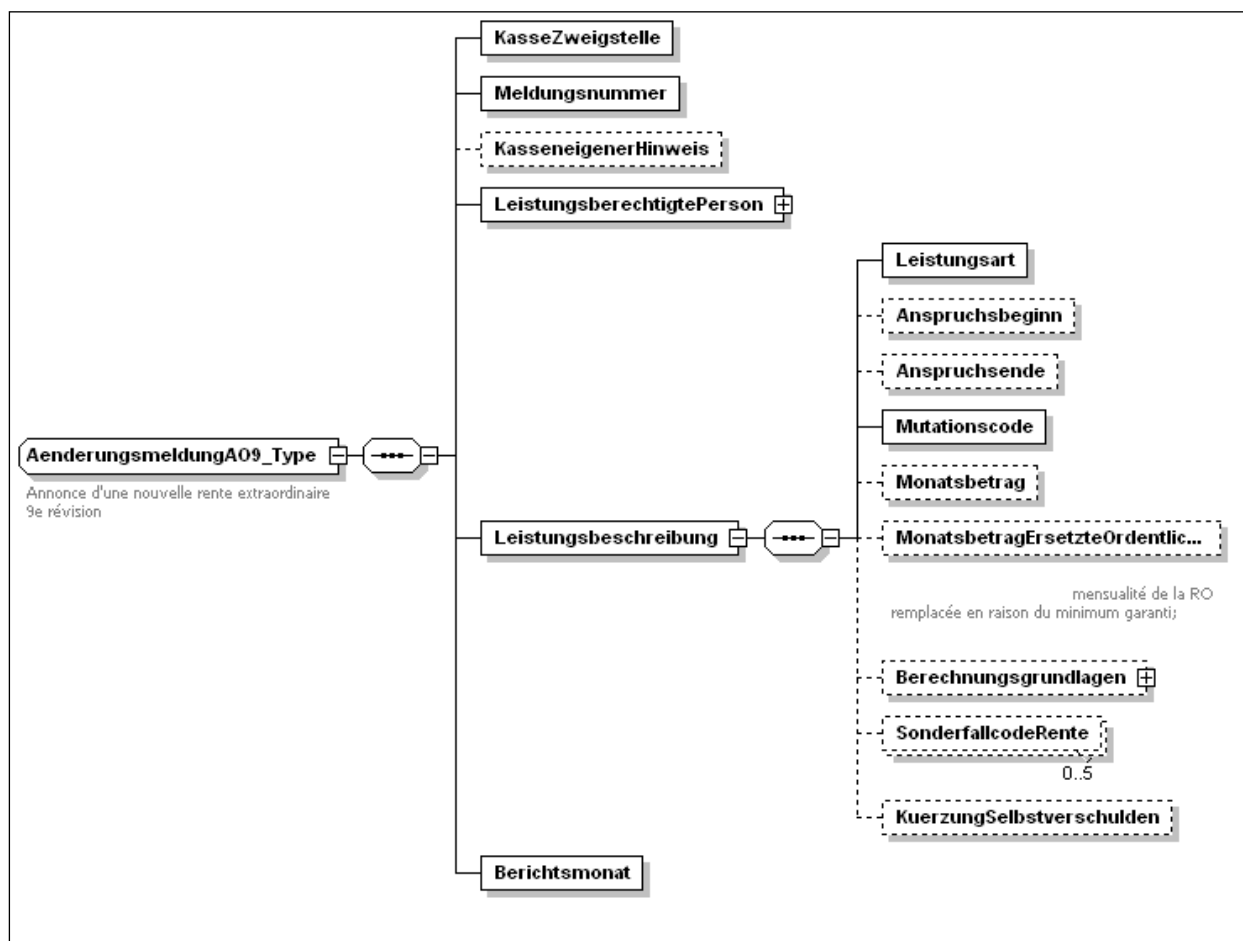 KasseZweigstelle
Meldungsnummer
KasseneigenerHinweis
LeistungsberechtigtePerson
AenderungsmeldungAO9_Type
Annonce d'une nouvelle rente extraordinaire
9e révision
Leistungsbeschreibung
Leistungsart
Anspruchsbeginn
Anspruchsende
Mutationscode
Monatsbetrag
MonatsbetragErsetzteOrdentlic...
mensualité de la RO
remplacée en raison du minimum garanti;
Berechnungsgrundlagen
SonderfallcodeRente
0..5
KuerzungSelbstverschulden
Berichtsmonat